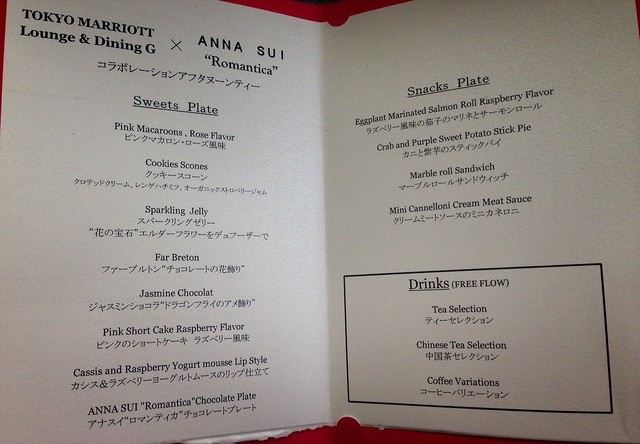 TOKYO MARRIOTT
Lounge & Dining G × ANNA SUI
"Romantica"
コラボレーションアフタヌーンティー
Sweets Plate
Pink Macaroons , Rose Flavor
ピンクマカロン・ローズ風味
Cookies Scones
クッキースコーン
クロテッドクリーム、レンゲハチミツ、オーガニックストロベリージャム
Sparkling Jelly
スパークリングゼリー
"花の宝石"エルダーフラワーをデュフーザーで
Far Breton
ファーブルトン"チョコレートの花飾り"
Jasmine Chocolat
ジャスミンショコラ"ドラゴンフライのアメ飾り"
Pink Short Cake Raspberry Flavor
ピンクのショートケーキ ラズベリー風味
Cassis and Raspberry Yogurt mousse Lip Style
カシス&ラズベリーヨーグルトムースのリップ仕立て
ANNA SUI "Romantica"Chocolate Plate
アナスイ"ロマンティカ"チョコレートプレート
Snacks Plate
Eggplant Marinated Salmon Roll Raspberry Flavor
ラズベリー風味の茄子のマリネとサーモンロール
Crab and Purple Sweet Potato Stick Pie
カニと紫芋のスティックパイ
Marble roll Sandwich
マーブルロールサンドウィッチ
Mini Cannelloni Cream Meat Sauce
クリームミートソースのミニカネロニ
Drinks (FREE FLOW)
Tea Selection
ティーセレクション
Chinese Tea Selection
中国茶セレクション
Coffee Variations
コーヒーバリエーション